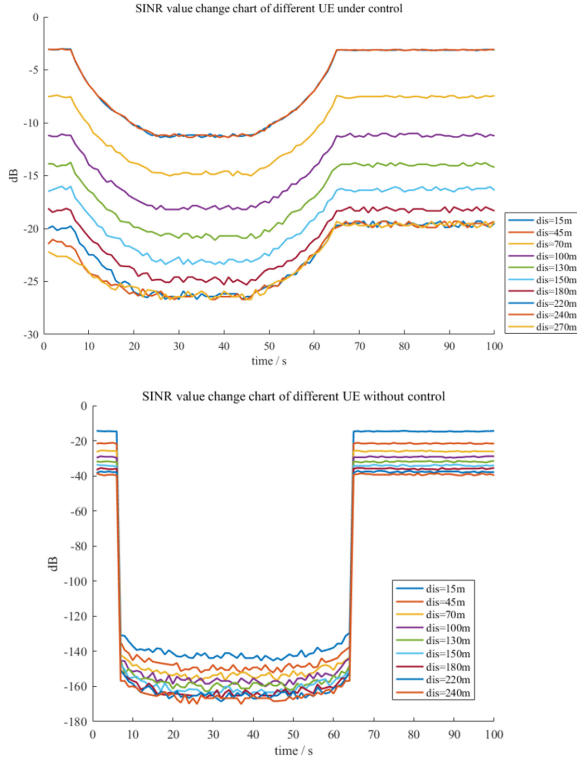 SINR value change chart of different UE under control
0
-5
-10
-15
-20
-25
-30
dB
0 10 20 30 40 50 60 70 80 90 100
time / s
dis=15m
dis=45m
dis=70m
dis=100m
dis=130m
dis=150m
dis=180m
dis=220m
dis=240m
dis=270m
SINR value change chart of different UE without control
0
-20
-40
-60
-80
-100
-120
-140
-160
-180
dB
0 10 20 30 40 50 60 70 80 90 100
time / s
dis=15m
dis=45m
dis=70m
dis=100m
dis=130m
dis=150m
dis=180m
dis=220m
dis=240m